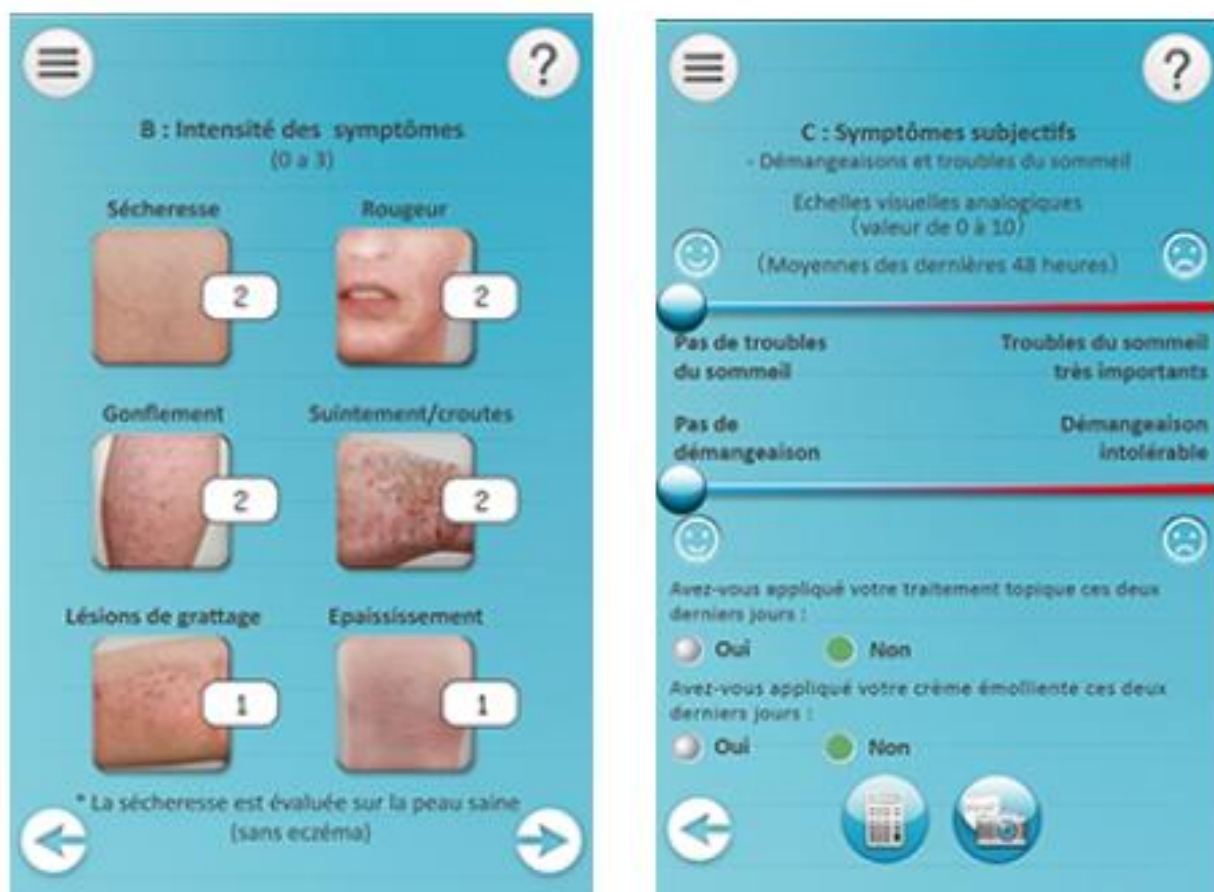 ?
B : Intensité des symptômes
(0 a 3)
Sécheresse Rougeur
2 2
Gonflement Suintement/croutes
2 2
Lésions de grattage Epaississement
1 1
* La sécheresse est évaluée sur la peau saine
(sans eczéma)
?
C : Symptômes subjectifs
- Démangeaisons et troubles du sommeil
Echelles visuelles analogiques
(valeur de 0 à 10)
(Moyennes des dernières 48 heures)
Pas de troubles Troubles du sommeil
du sommeil très importants
Pas de Démangeaison
démangeaison intolérable
Avez-vous appliqué votre traitement topique ces deux
derniers jours :
Oui Non
Avez-vous appliqué votre crème émolliente ces deux
derniers jours :
Oui Non